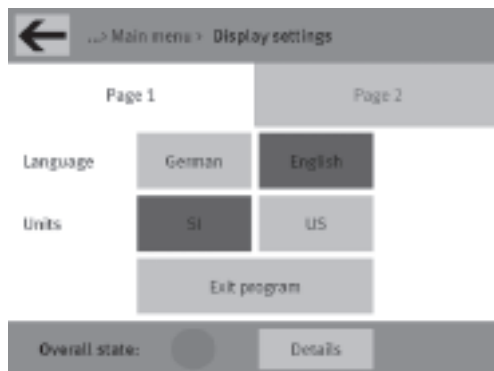 ...> Main menu > Display settings
Page 1 Page 2
Language German English
Units SI US
Exit program
Overall state: Details